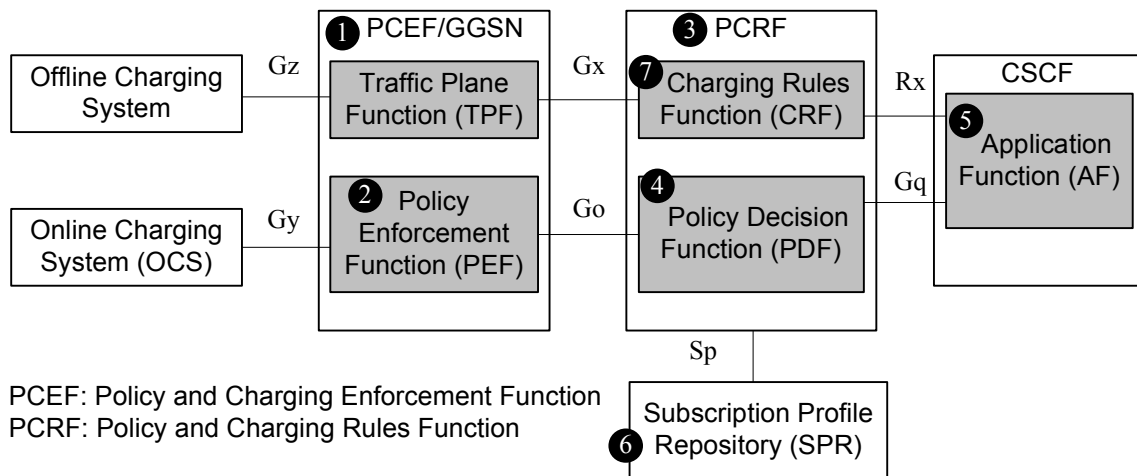 1 PCEF/GGSN
3 PCRF
Offline Charging
System
Gz
Traffic Plane
Function (TPF)
Gx
7 Charging Rules
Function (CRF)
Rx
CSCF
5 Application
Function (AF)
Online Charging
System (OCS)
Gy
2 Policy
Enforcement
Function (PEF)
Go
4 Policy Decision
Function (PDF)
Gq
Sp
6 Subscription Profile
Repository (SPR)
PCEF: Policy and Charging Enforcement Function
PCRF: Policy and Charging Rules Function